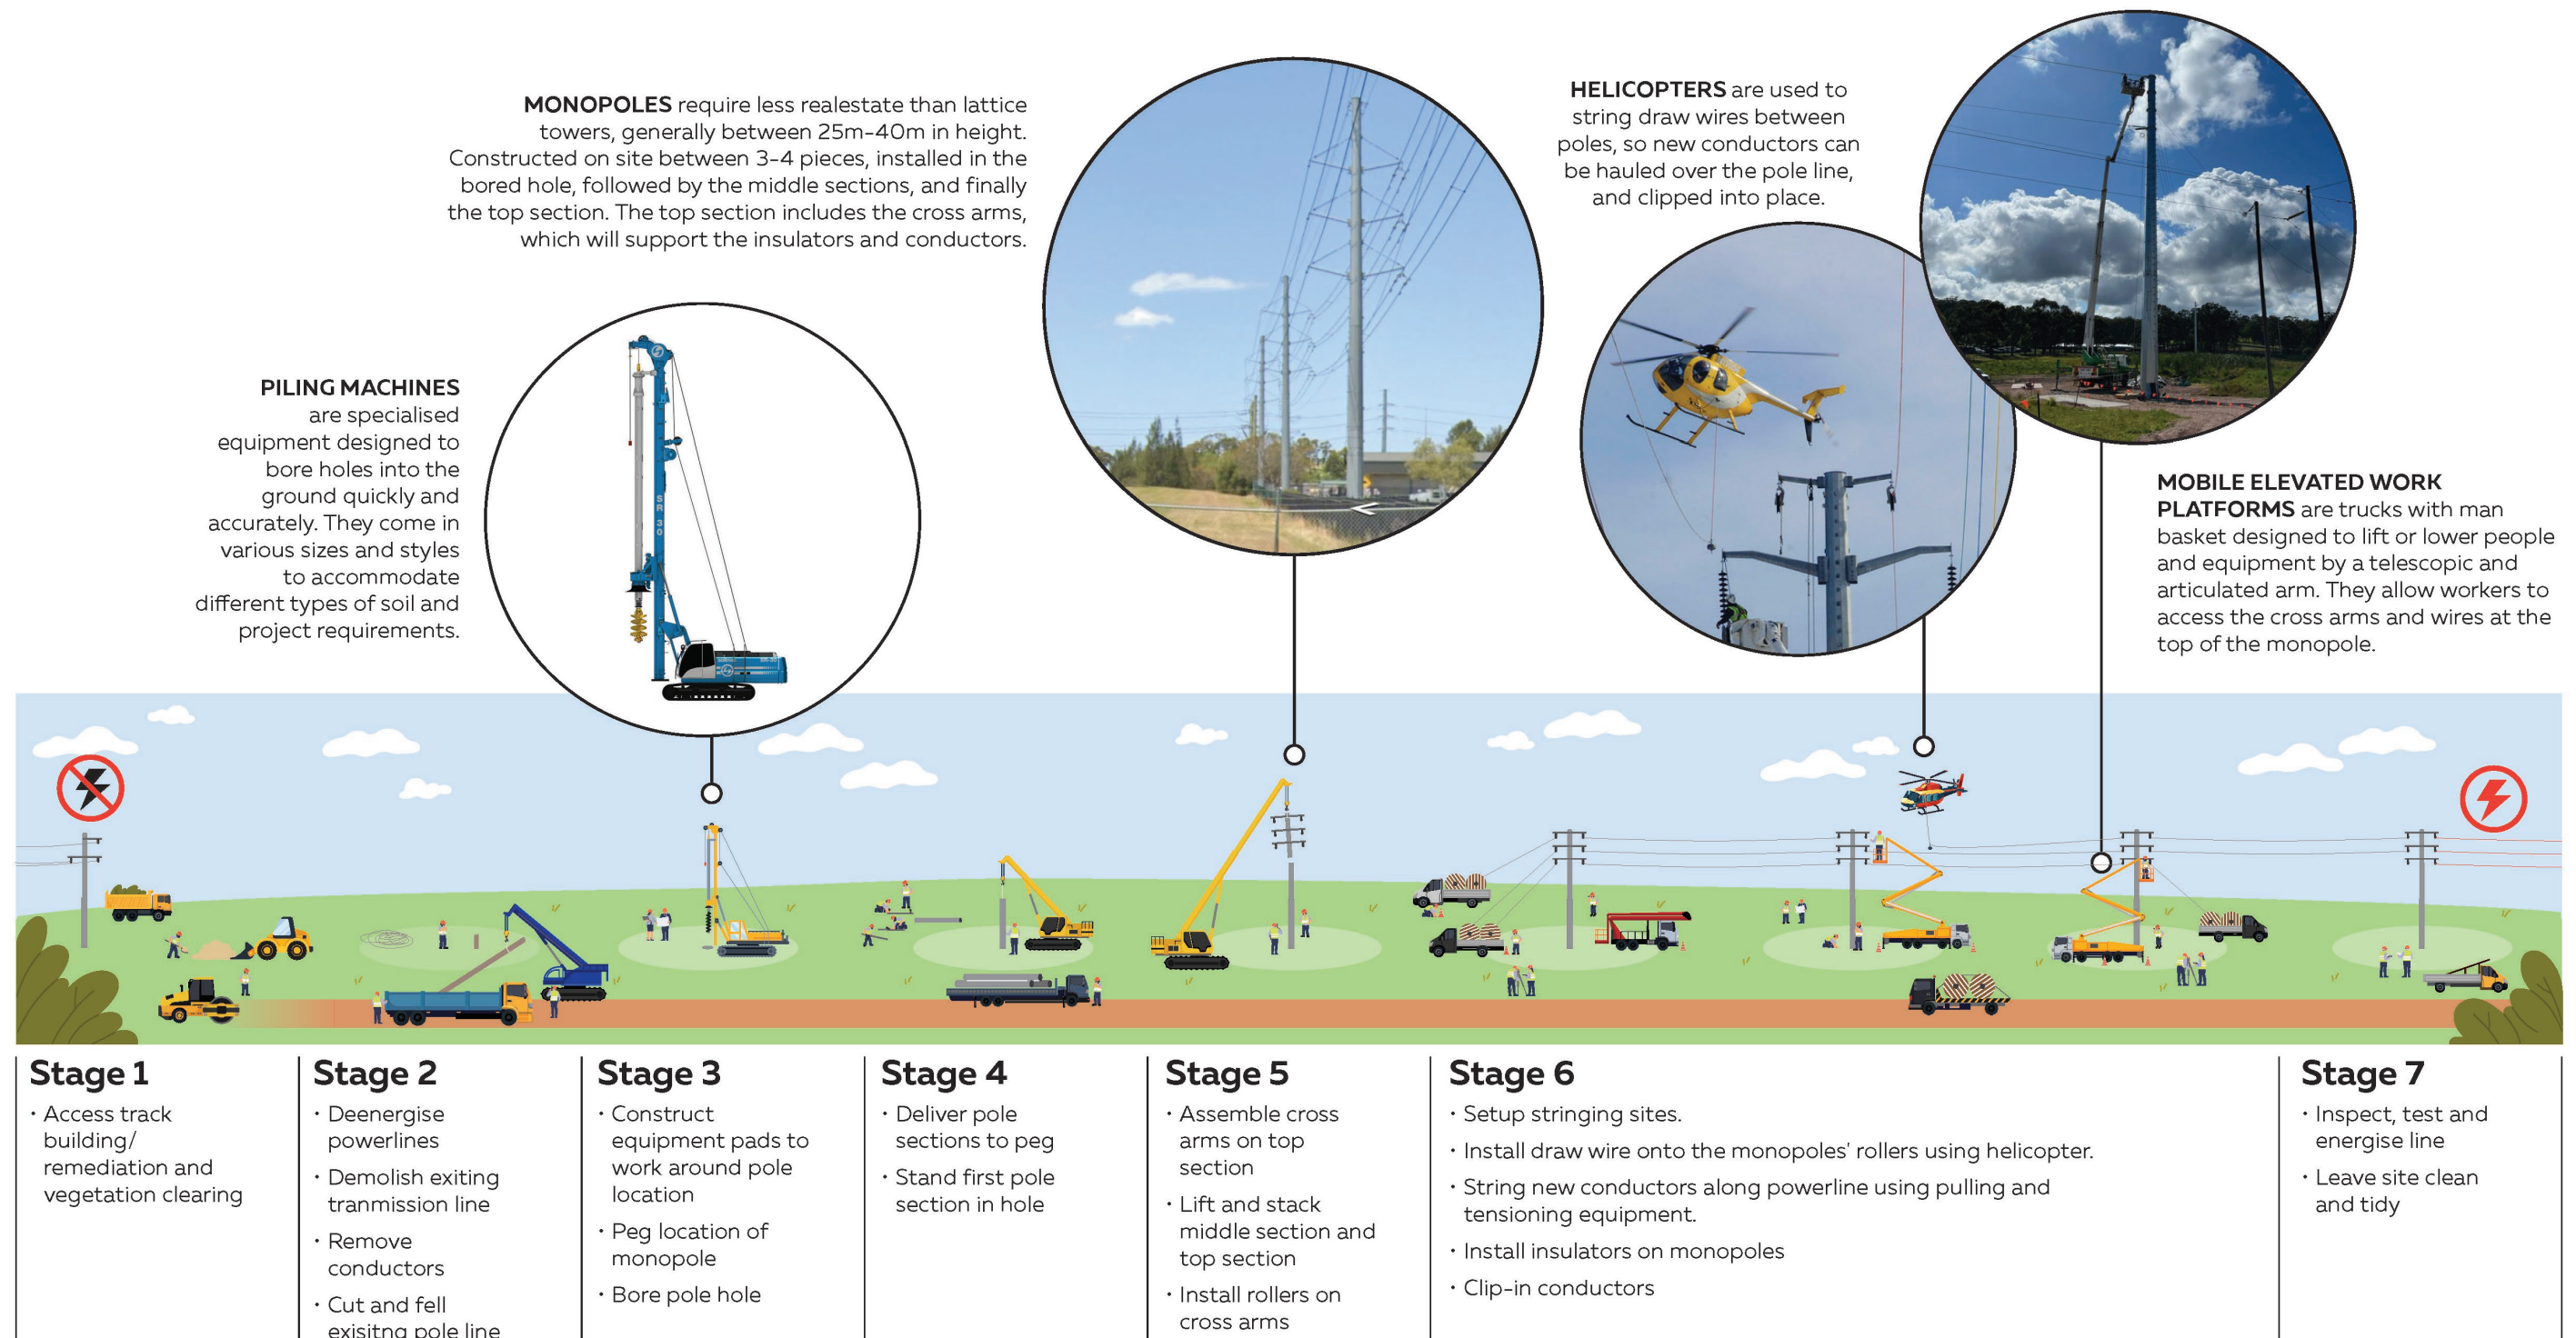 MONOPOLES require less realestate than lattice
towers, generally between 25m-40m in height.
Constructed on site between 3-4 pieces, installed in the
bored hole, followed by the middle sections, and finally
the top section. The top section includes the cross arms,
which will support the insulators and conductors.
HELICOPTERS are used to
string draw wires between
poles, so new conductors can
be hauled over the pole line,
and clipped into place.
PILING MACHINES
are specialised
equipment designed to
bore holes into the
ground quickly and
accurately. They come in
various sizes and styles
to accommodate
different types of soil and
project requirements.
SR 30
MOBILE ELEVATED WORK
PLATFORMS are trucks with man
basket designed to lift or lower people
and equipment by a telescopic and
articulated arm. They allow workers to
access the cross arms and wires at the
top of the monopole.
Stage 1
· Access track
building/
remediation and
vegetation clearing
Stage 2
· Deenergise
powerlines
· Demolish exiting
tranmission line
· Remove
conductors
· Cut and fell
exisitng pole line
Stage 3
· Construct
equipment pads to
work around pole
location
· Peg location of
monopole
· Bore pole hole
Stage 4
· Deliver pole
sections to peg
· Stand first pole
section in hole
Stage 5
· Assemble cross
arms on top
section
· Lift and stack
middle section and
top section
· Install rollers on
cross arms
Stage 6
· Setup stringing sites.
· Install draw wire onto the monopoles' rollers using helicopter.
· String new conductors along powerline using pulling and
tensioning equipment.
· Install insulators on monopoles
· Clip-in conductors
Stage 7
· Inspect, test and
energise line
· Leave site clean
and tidy